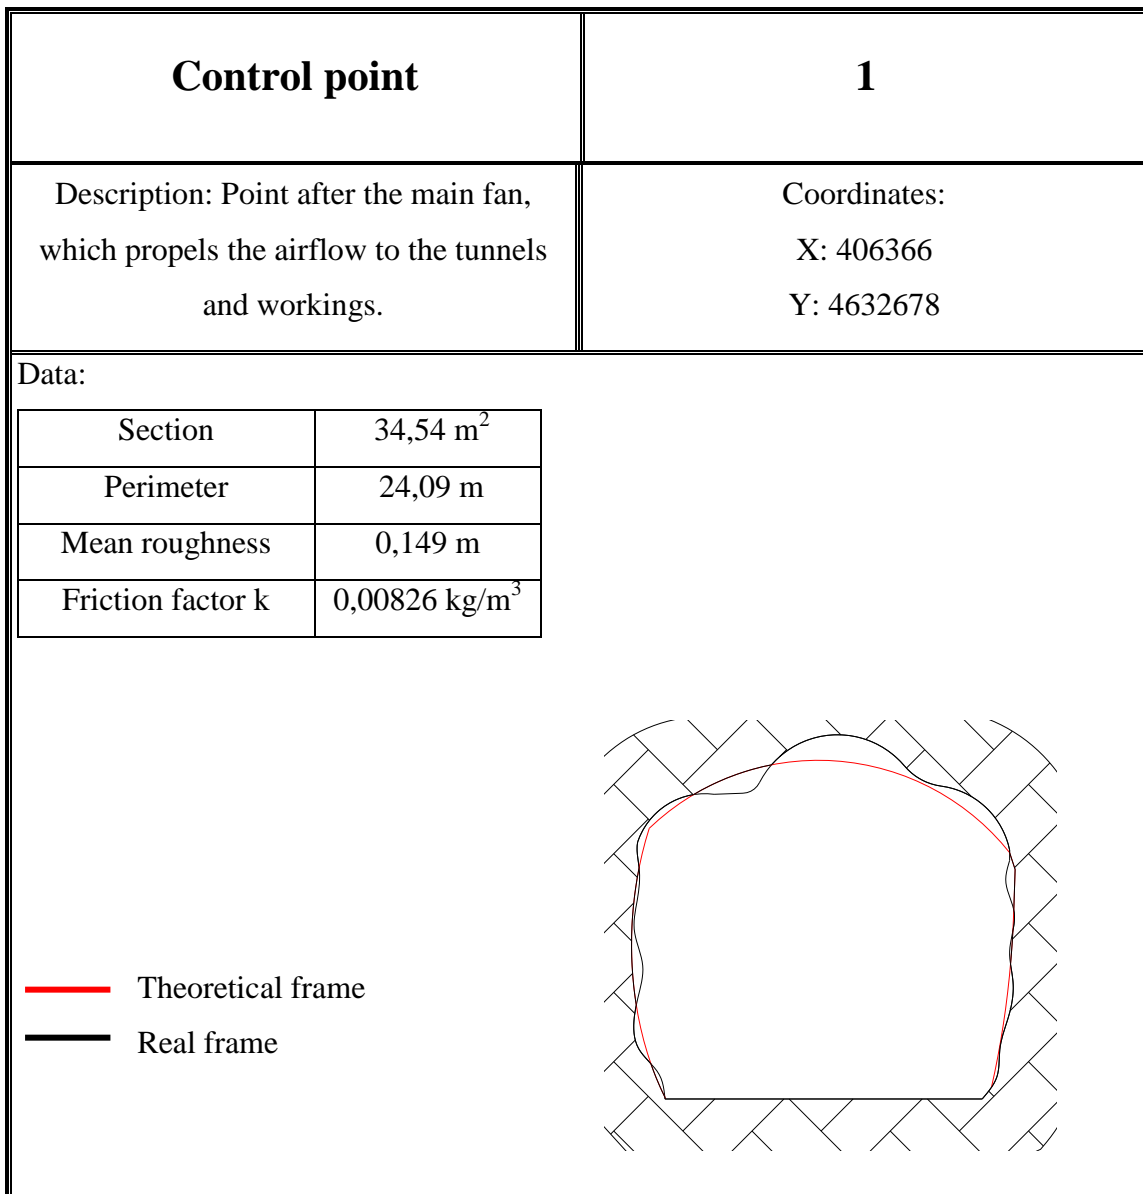 Control point
1
Description: Point after the main fan,
which propels the airflow to the tunnels
and workings.
Coordinates:
X: 406366
Y: 4632678
Data:
Section 34,54 m²
Perimeter 24,09 m
Mean roughness 0,149 m
Friction factor k 0,00826 kg/m³
Theoretical frame
Real frame